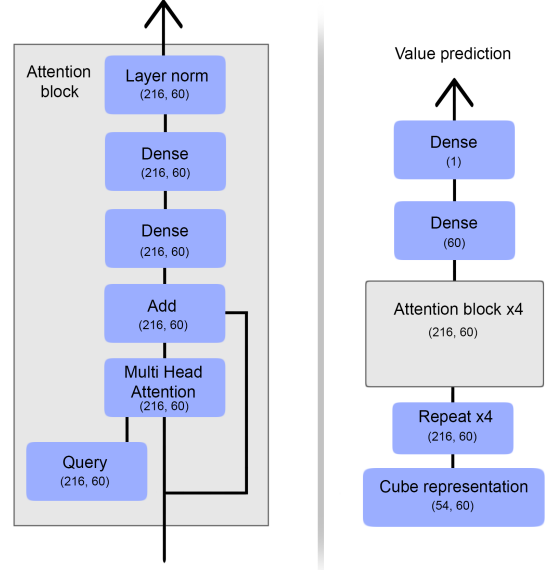 Attention
block
Layer norm
(216, 60)
Dense
(216, 60)
Dense
(216, 60)
Add
(216, 60)
Multi Head
Attention
(216, 60)
Query
(216, 60)
Value prediction
Dense
(1)
Dense
(60)
Attention block x4
(216, 60)
Repeat x4
(216, 60)
Cube representation
(54, 60)